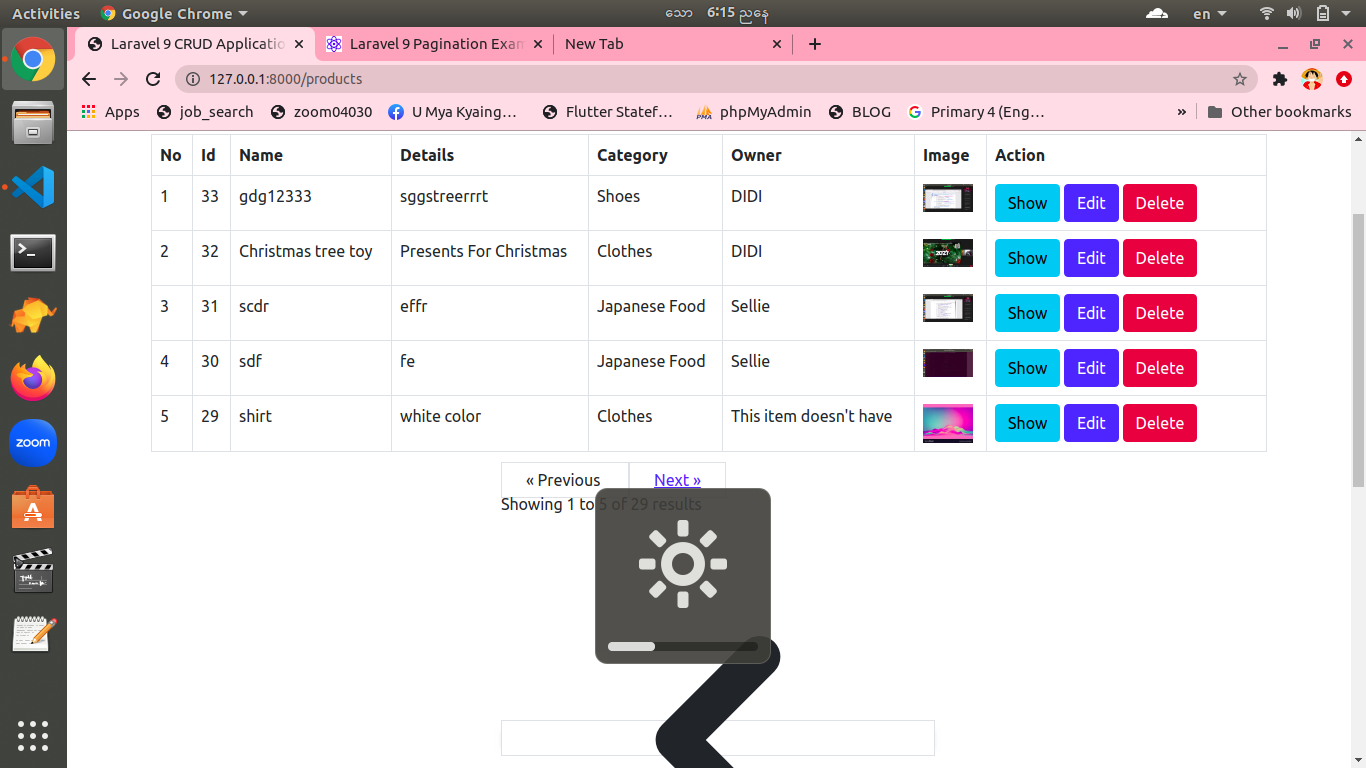 Activities Google Chrome သော 6:15 ညနေ en
Laravel 9 CRUD Applicatio Laravel 9 Pagination Exam New Tab
127.0.0.1:8000/products
Apps job_search zoom04030 U Mya Kyaing... Flutter Statef... phpMyAdmin BLOG Primary 4 (Eng... » Other bookmarks
No Id Name Details Category Owner Image Action
1 33 gdg12333 sggstreerrrt Shoes DIDI Show Edit Delete
2 32 Christmas tree toy Presents For Christmas Clothes DIDI 2021 Show Edit Delete
3 31 scdr effr Japanese Food Sellie Show Edit Delete
4 30 sdf fe Japanese Food Sellie Show Edit Delete
5 29 shirt white color Clothes This item doesn't have Show Edit Delete
« Previous Next »
Showing 1 to 5 of 29 results
zoom